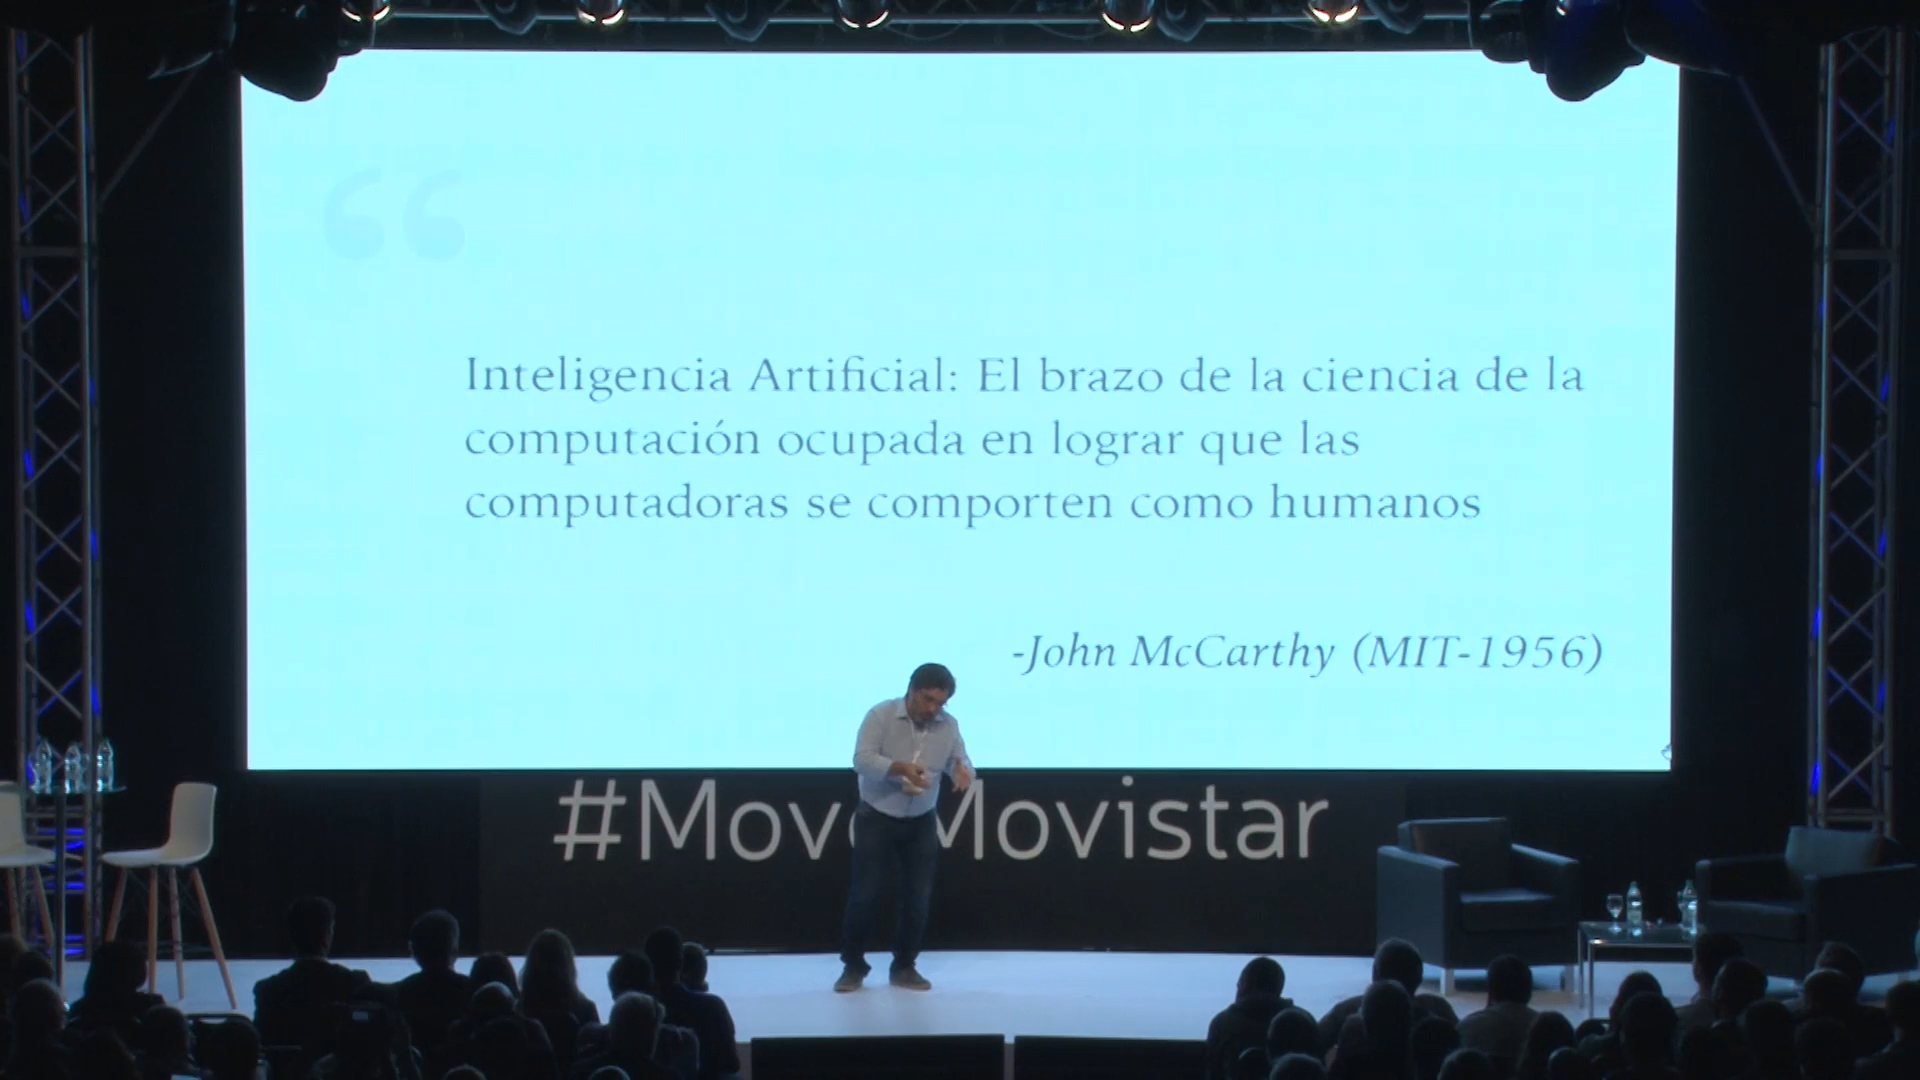 “
Inteligencia Artificial: El brazo de la ciencia de la
computación ocupada en lograr que las
computadoras se comporten como humanos
-John McCarthy (MIT-1956)
#Move Movistar